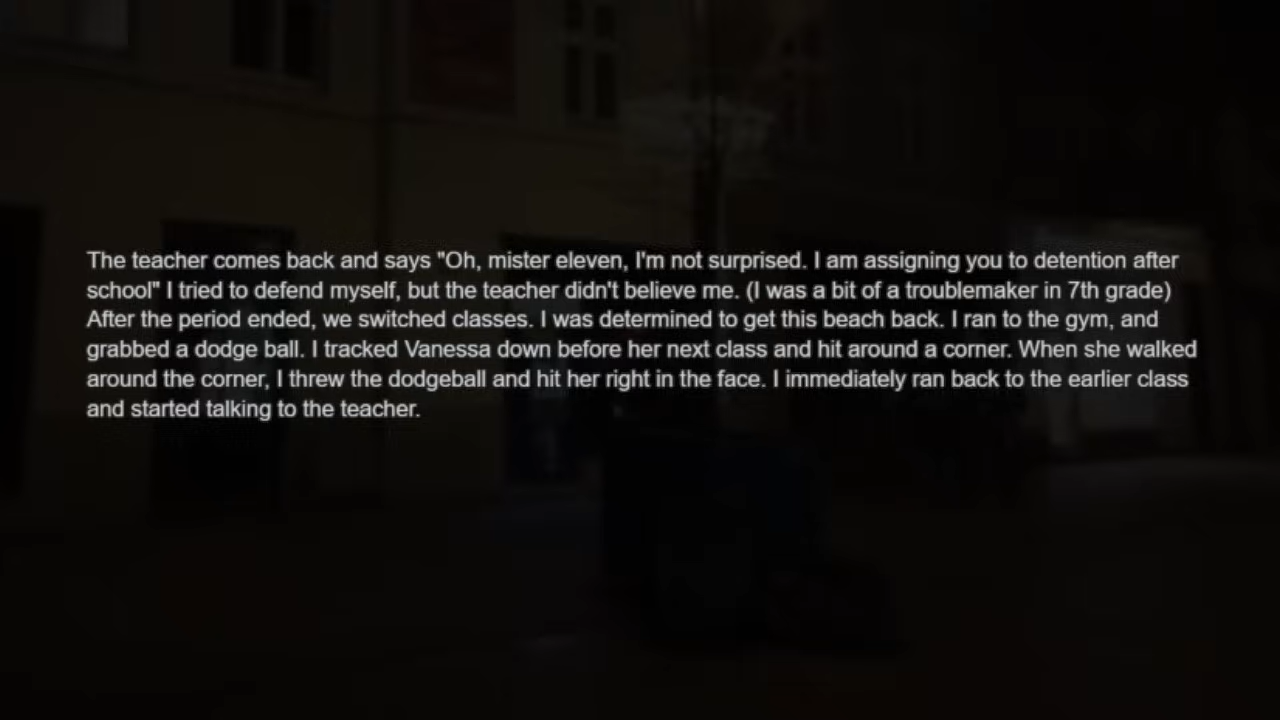 The teacher comes back and says "Oh, mister eleven, I'm not surprised. I am assigning you to detention after
school" I tried to defend myself, but the teacher didn't believe me. (I was a bit of a troublemaker in 7th grade)
After the period ended, we switched classes. I was determined to get this beach back. I ran to the gym, and
grabbed a dodge ball. I tracked Vanessa down before her next class and hit around a corner. When she walked
around the corner, I threw the dodgeball and hit her right in the face. I immediately ran back to the earlier class
and started talking to the teacher.